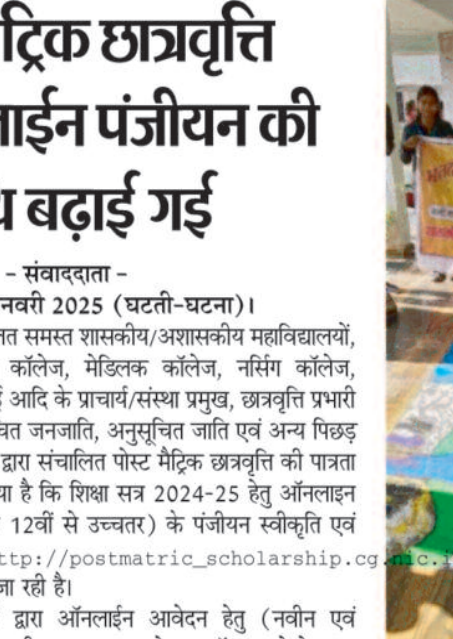 ट्रिक छात्रवृत्ति
लाईन पंजीयन की
बढ़ाई गई
- संवाददाता -
नवरी 2025 (घटती-घटना)।
समस्त शासकीय/अशासकीय महाविद्यालयों,
कॉलेज, मेडिलक कॉलेज, नर्सिंग कॉलेज,
आदि के प्राचार्य/संस्था प्रमुख, छात्रवृत्ति प्रभारी
चित जनजाति, अनुसूचित जाति एवं अन्य पिछड़
द्वारा संचालित पोस्ट मैट्रिक छात्रवृत्ति की पात्रता
या है कि शिक्षा सत्र 2024-25 हेतु ऑनलाइन
12वीं से उच्चतर) के पंजीयन स्वीकृति एवं
ttp://postmatric_scholarship.cg.nic.i
जा रही है।
द्वारा ऑनलाईन आवेदन हेतु (नवीन एवं